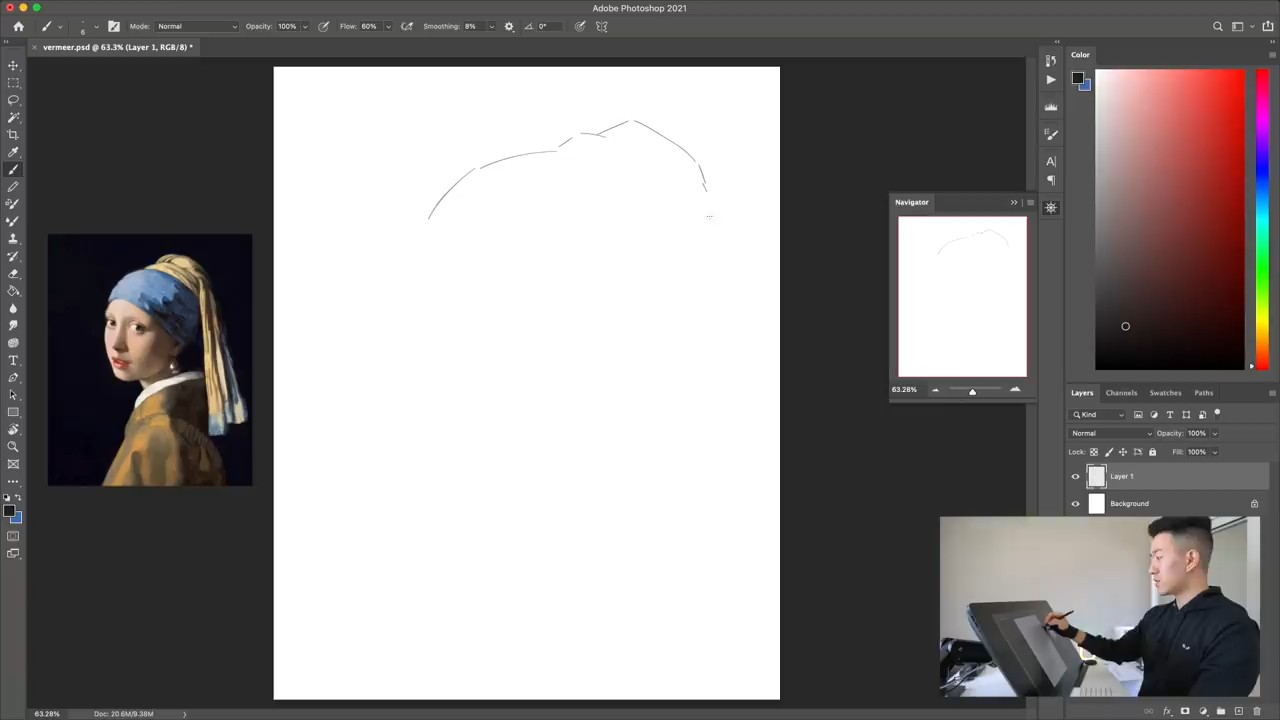 Adobe Photoshop 2021
6
Mode: Normal
Opacity: 100%
Flow: 60%
Smoothing: 8%
0°
vermeer.psd @ 63.3% (Layer 1, RGB/8) *
Color
Navigator
63.28%
Layers Channels Swatches Paths
Kind
Normal
Opacity: 100%
Lock:
Fill: 100%
Layer 1
Background
63.28%
Doc: 20.6M/9.38M